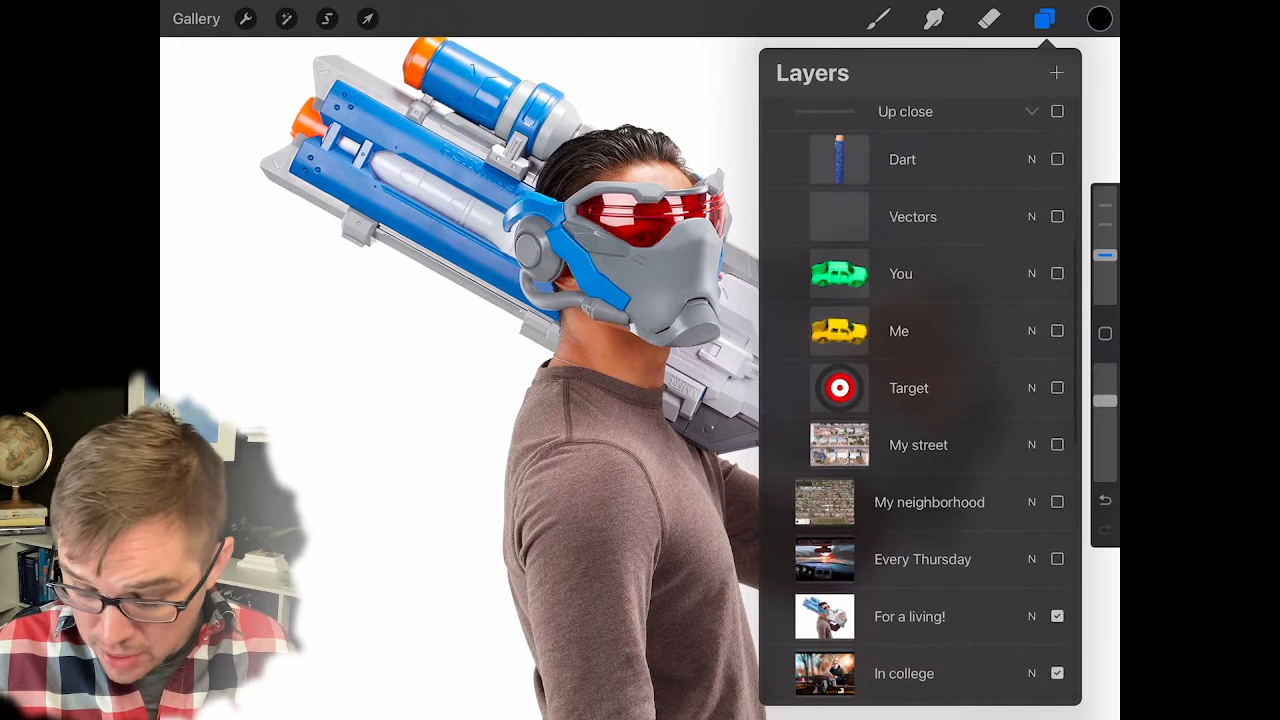 Gallery
Layers
Up close
Dart N
Vectors N
You N
Me N
Target N
My street N
My neighborhood N
Every Thursday N
For a living! N
In college N